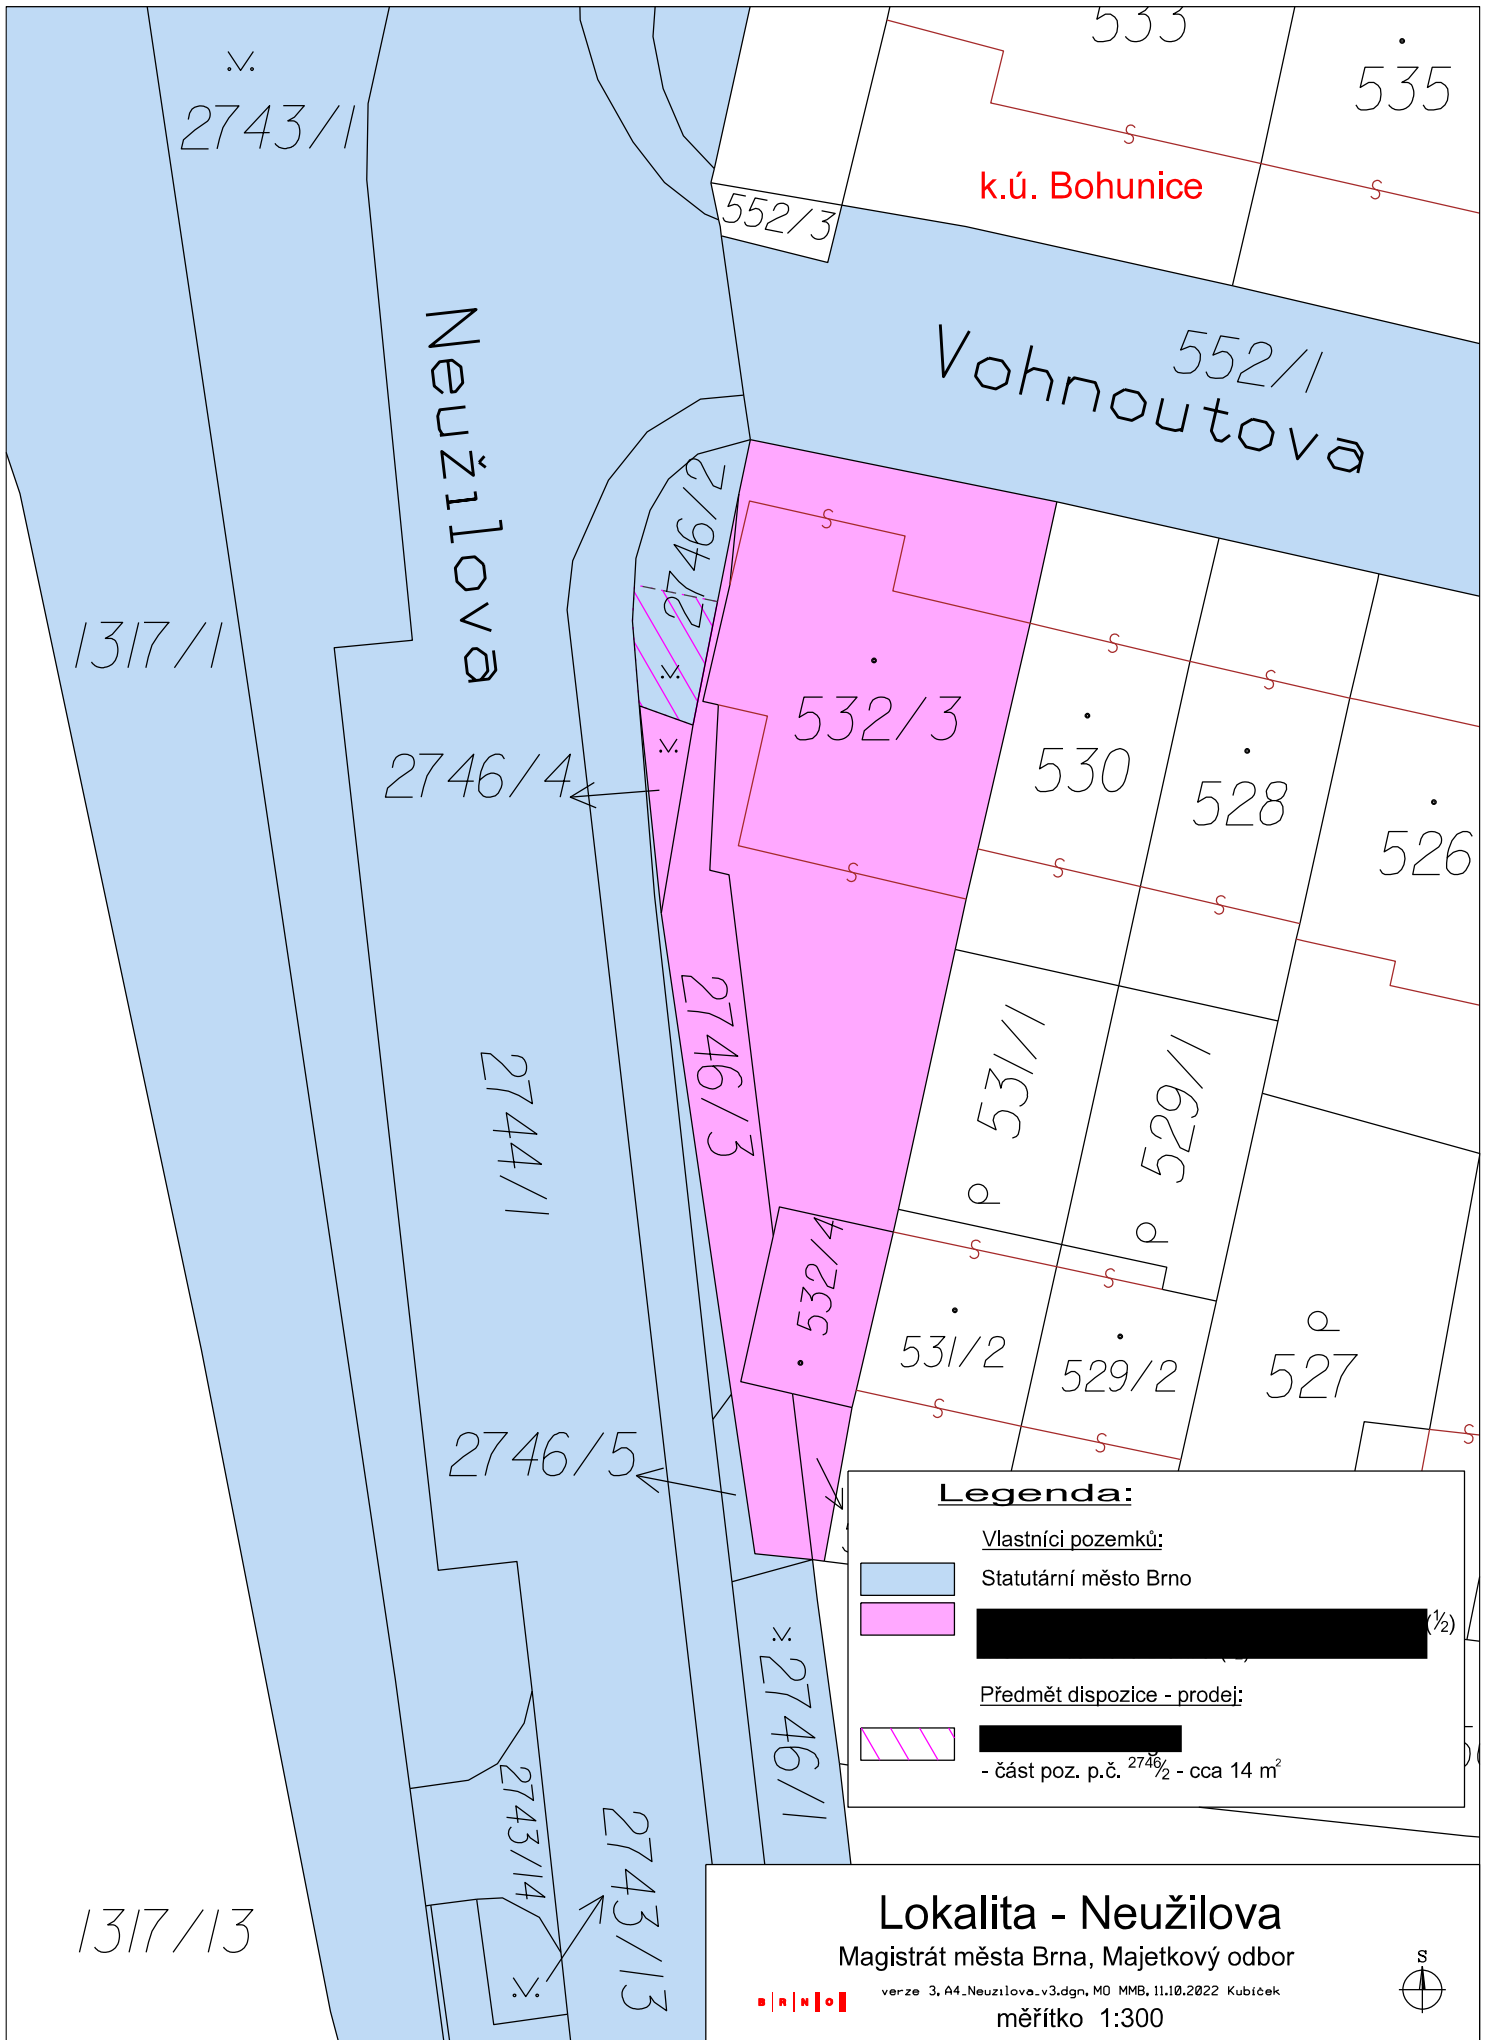 533
535
2743/1
k.ú. Bohunice
552/3
Neužilova
552/1
Vohnoutova
2746/2
1317/1
532/3
530
2746/4
528
526
2746/3
531/1
529/1
2744/1
532/4
531/2
529/2
527
2746/5
Legenda:
Vlastníci pozemků:
Statutární město Brno
(½)
Předmět dispozice - prodej:
- část poz. p.č. 2746/2 - cca 14 m²
2746/1
2743/14
2743/13
1317/13
Lokalita - Neužilova
Magistrát města Brna, Majetkový odbor
verze 3, A4_Neuzilova_v3.dgn, MO MMB, 11.10.2022 Kubíček
měřítko 1:300
BRNO
S